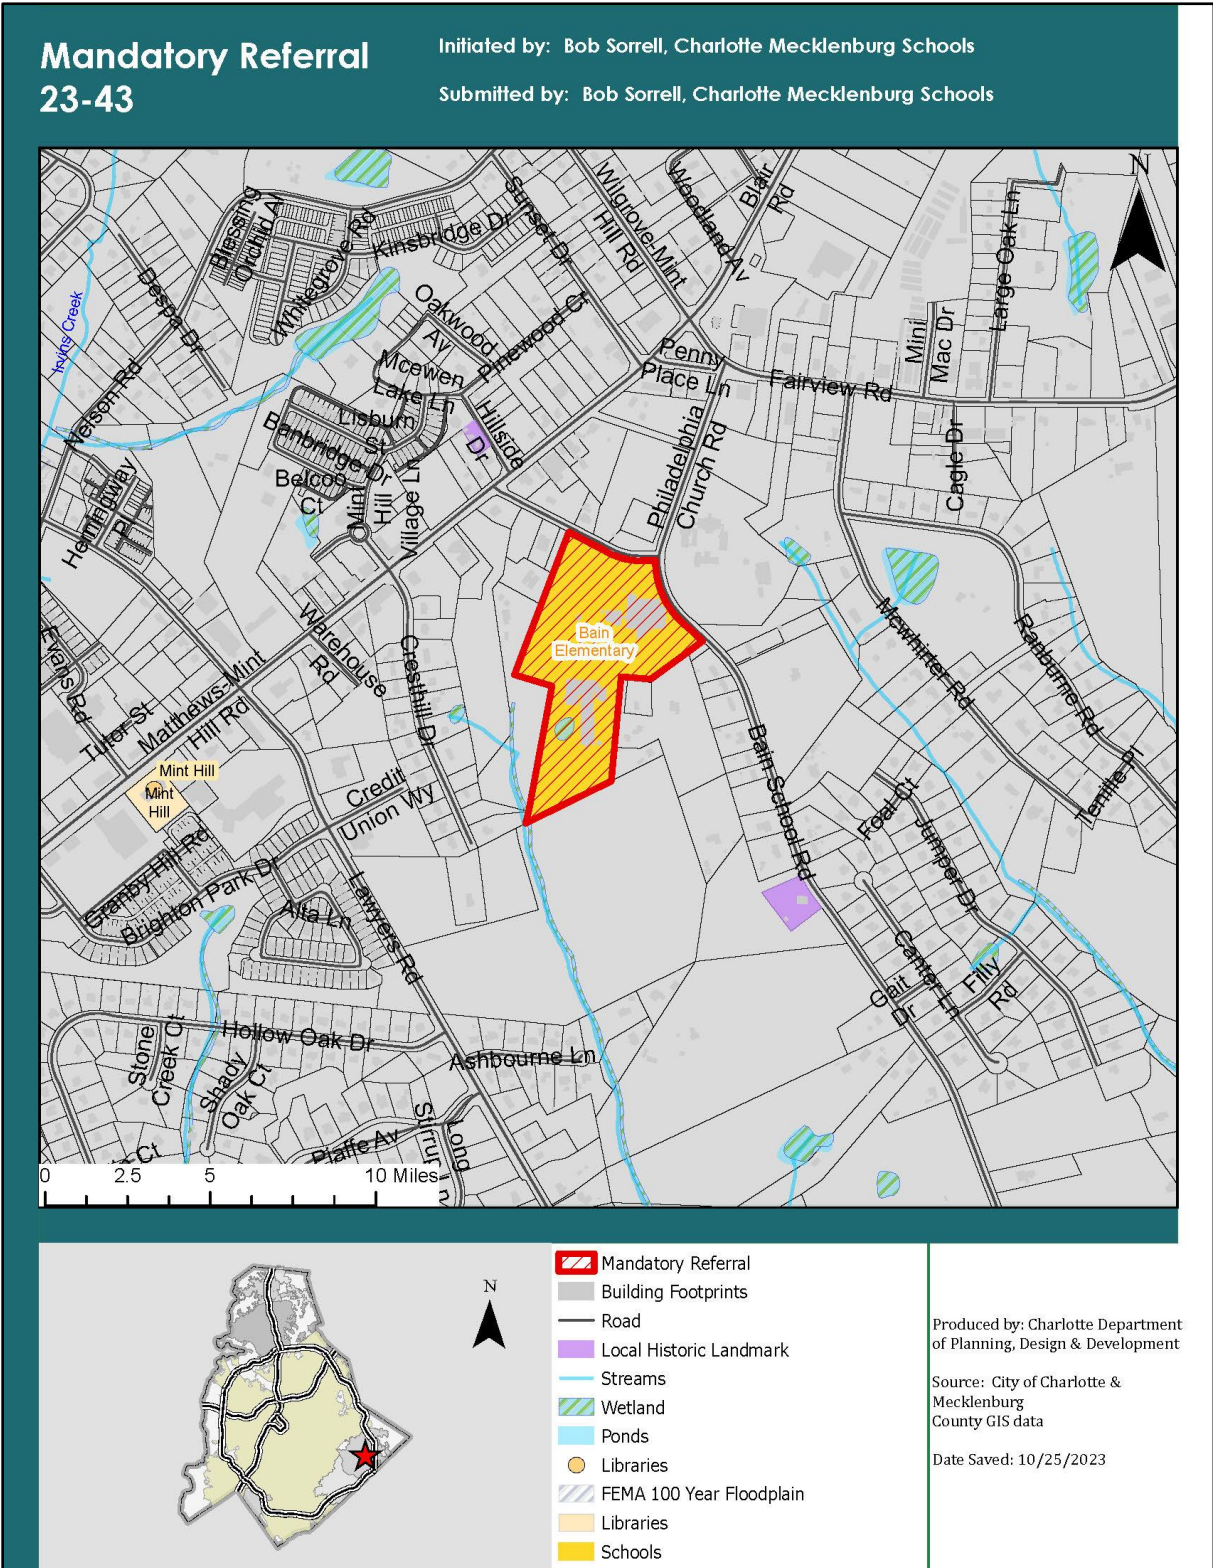 Mandatory Referral
23-43
Initiated by: Bob Sorrell, Charlotte Mecklenburg Schools
Submitted by: Bob Sorrell, Charlotte Mecklenburg Schools
N
Blessing
Orchid Al
Whitegrove Rd
Kinsbridge Dr
Sunset Dr
Wilgrove-Mint
Hill Rd
Woodland Av
Blair
Rd
Large Oak Ln
Irvins Creek
Despa Dr
Nelson Rd
Oakwood
Av
Pinewood Ct
Mcewen
Lake Ln
Lisburn
St
Banbridge Dr
Belcoo
Ct
Mint
Hill
Village Ln
Hillside
Dr
Penny
Place Ln
Fairview Rd
Mini
Mac Dr
Cagle Dr
Philadelphia
Church Rd
Hemingway
Pl
Evans Rd
Tutor St
Matthews-Mint
Hill Rd
Warehouse
Rd
Cresthill Dr
Bain
Elementary
Mcwhirter Rd
Ranburne Rd
Tenille Pl
Mint Hill
Mint
Hill
Credit
Union Wy
Granby Hill Rd
Brighton Park Dr
Alta Ln
Lawyers Rd
Bain School Rd
Foal Ct
Jumper Dr
Canter Ln
Gait
Dr
Filly
Rd
Stone
Creek Ct
Hollow Oak Dr
Shady
Oak Ct
Ashbourne Ln
Piaffe Av
Stirrup
Long
Ct
0 2.5 5 10 Miles
N
Mandatory Referral
Building Footprints
Road
Local Historic Landmark
Streams
Wetland
Ponds
Libraries
FEMA 100 Year Floodplain
Libraries
Schools
Produced by: Charlotte Department
of Planning, Design & Development
Source: City of Charlotte &
Mecklenburg
County GIS data
Date Saved: 10/25/2023